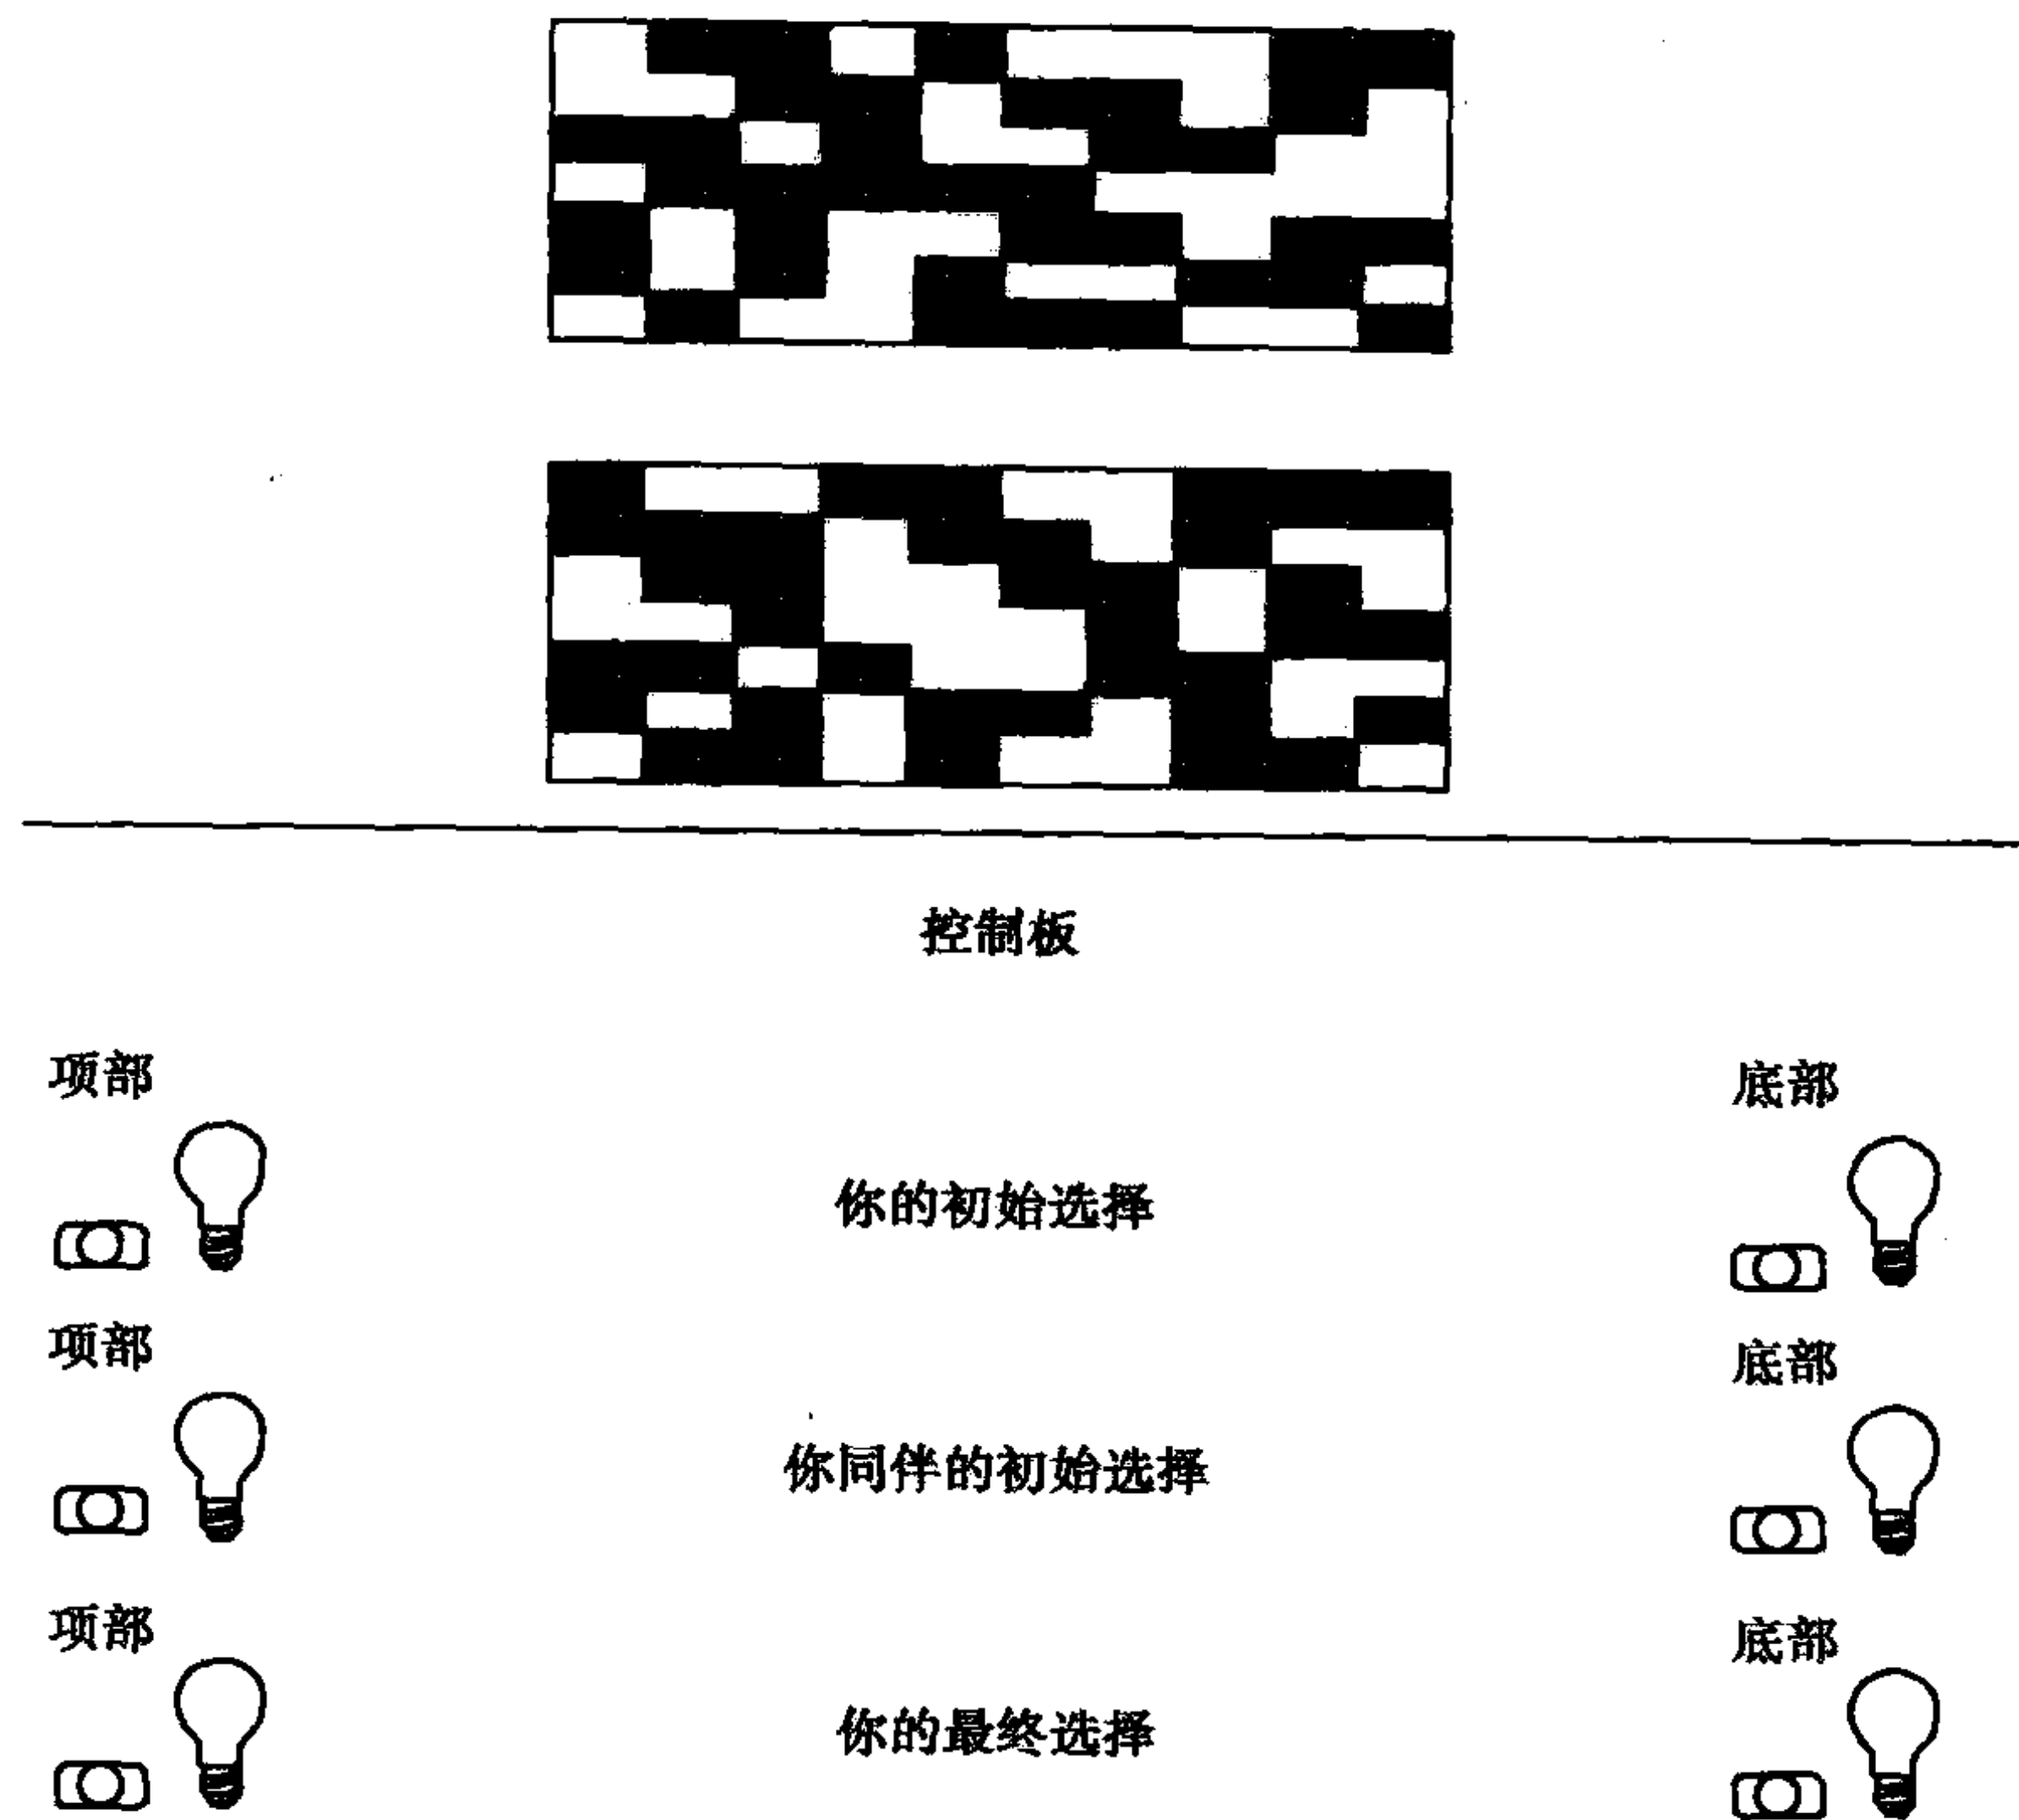 控制板
项部 底部
你的初始选择
项部 底部
你同伴的初始选择
项部 底部
你的最终选择